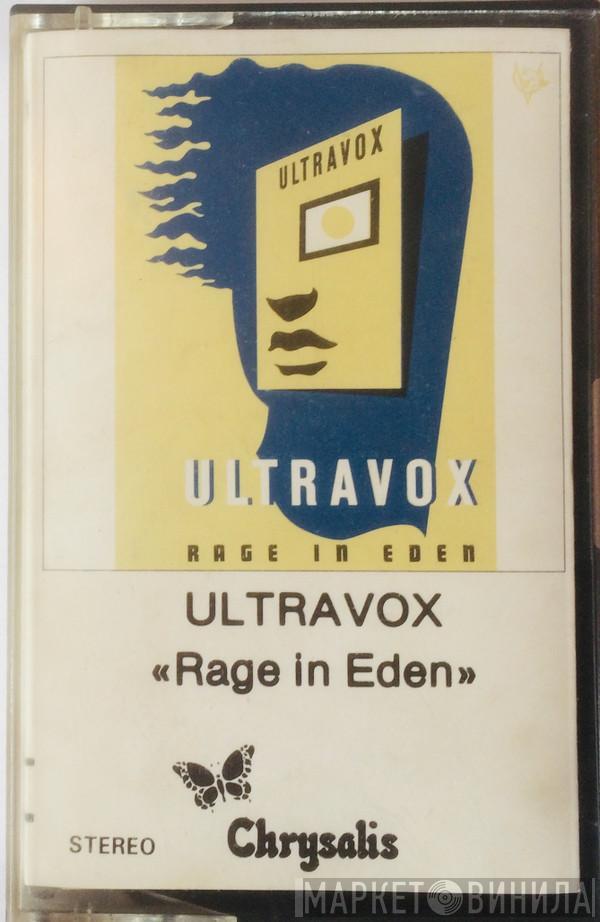 ULTRAVOX
ULTRAVOX
RAGE IN EDEN
ULTRAVOX
«Rage in Eden»
STEREO
Chrysalis
МАРКЕТ ВИНИЛА